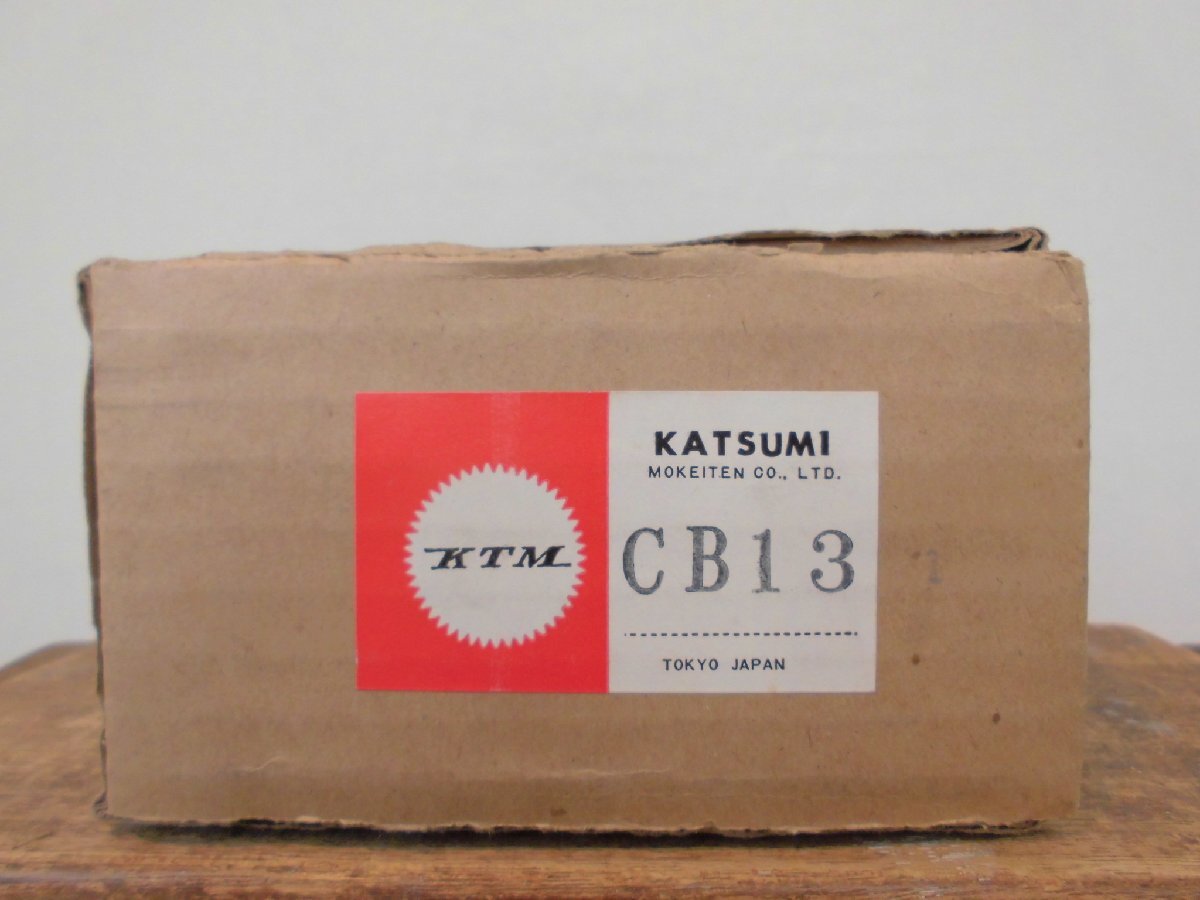 KTM
KATSUMI
MOKEITEN CO., LTD.
CB13
TOKYO JAPAN